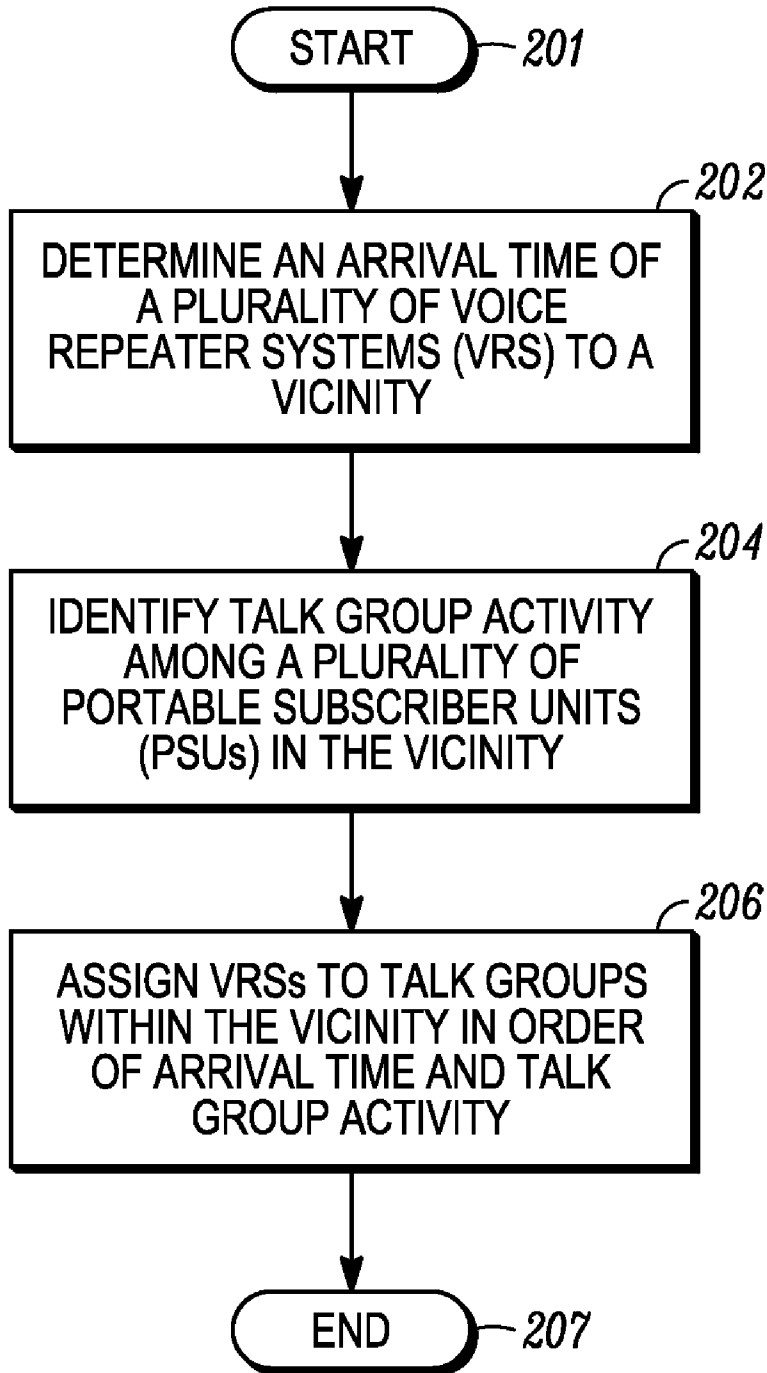 START
201
202
DETERMINE AN ARRIVAL TIME OF
A PLURALITY OF VOICE
REPEATER SYSTEMS (VRS) TO A
VICINITY
204
IDENTIFY TALK GROUP ACTIVITY
AMONG A PLURALITY OF
PORTABLE SUBSCRIBER UNITS
(PSUs) IN THE VICINITY
206
ASSIGN VRSs TO TALK GROUPS
WITHIN THE VICINITY IN ORDER
OF ARRIVAL TIME AND TALK
GROUP ACTIVITY
END
207